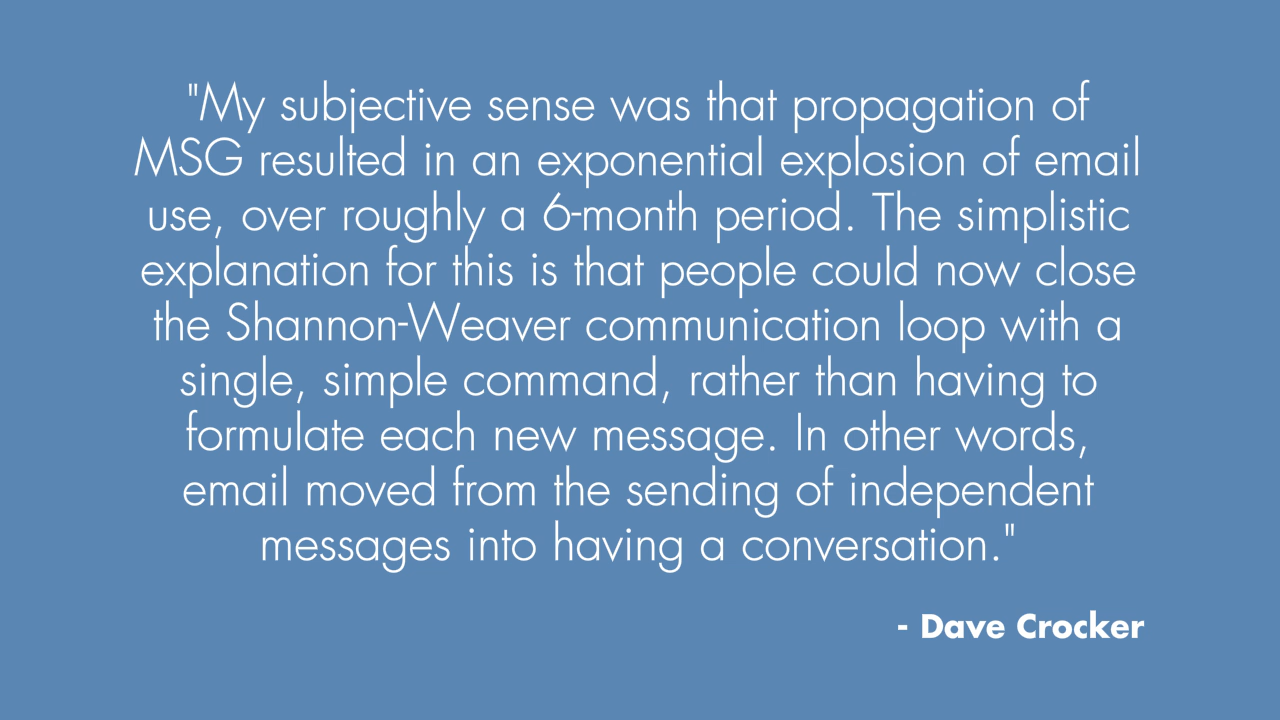 "My subjective sense was that propagation of
MSG resulted in an exponential explosion of email
use, over roughly a 6-month period. The simplistic
explanation for this is that people could now close
the Shannon-Weaver communication loop with a
single, simple command, rather than having to
formulate each new message. In other words,
email moved from the sending of independent
messages into having a conversation."
- Dave Crocker